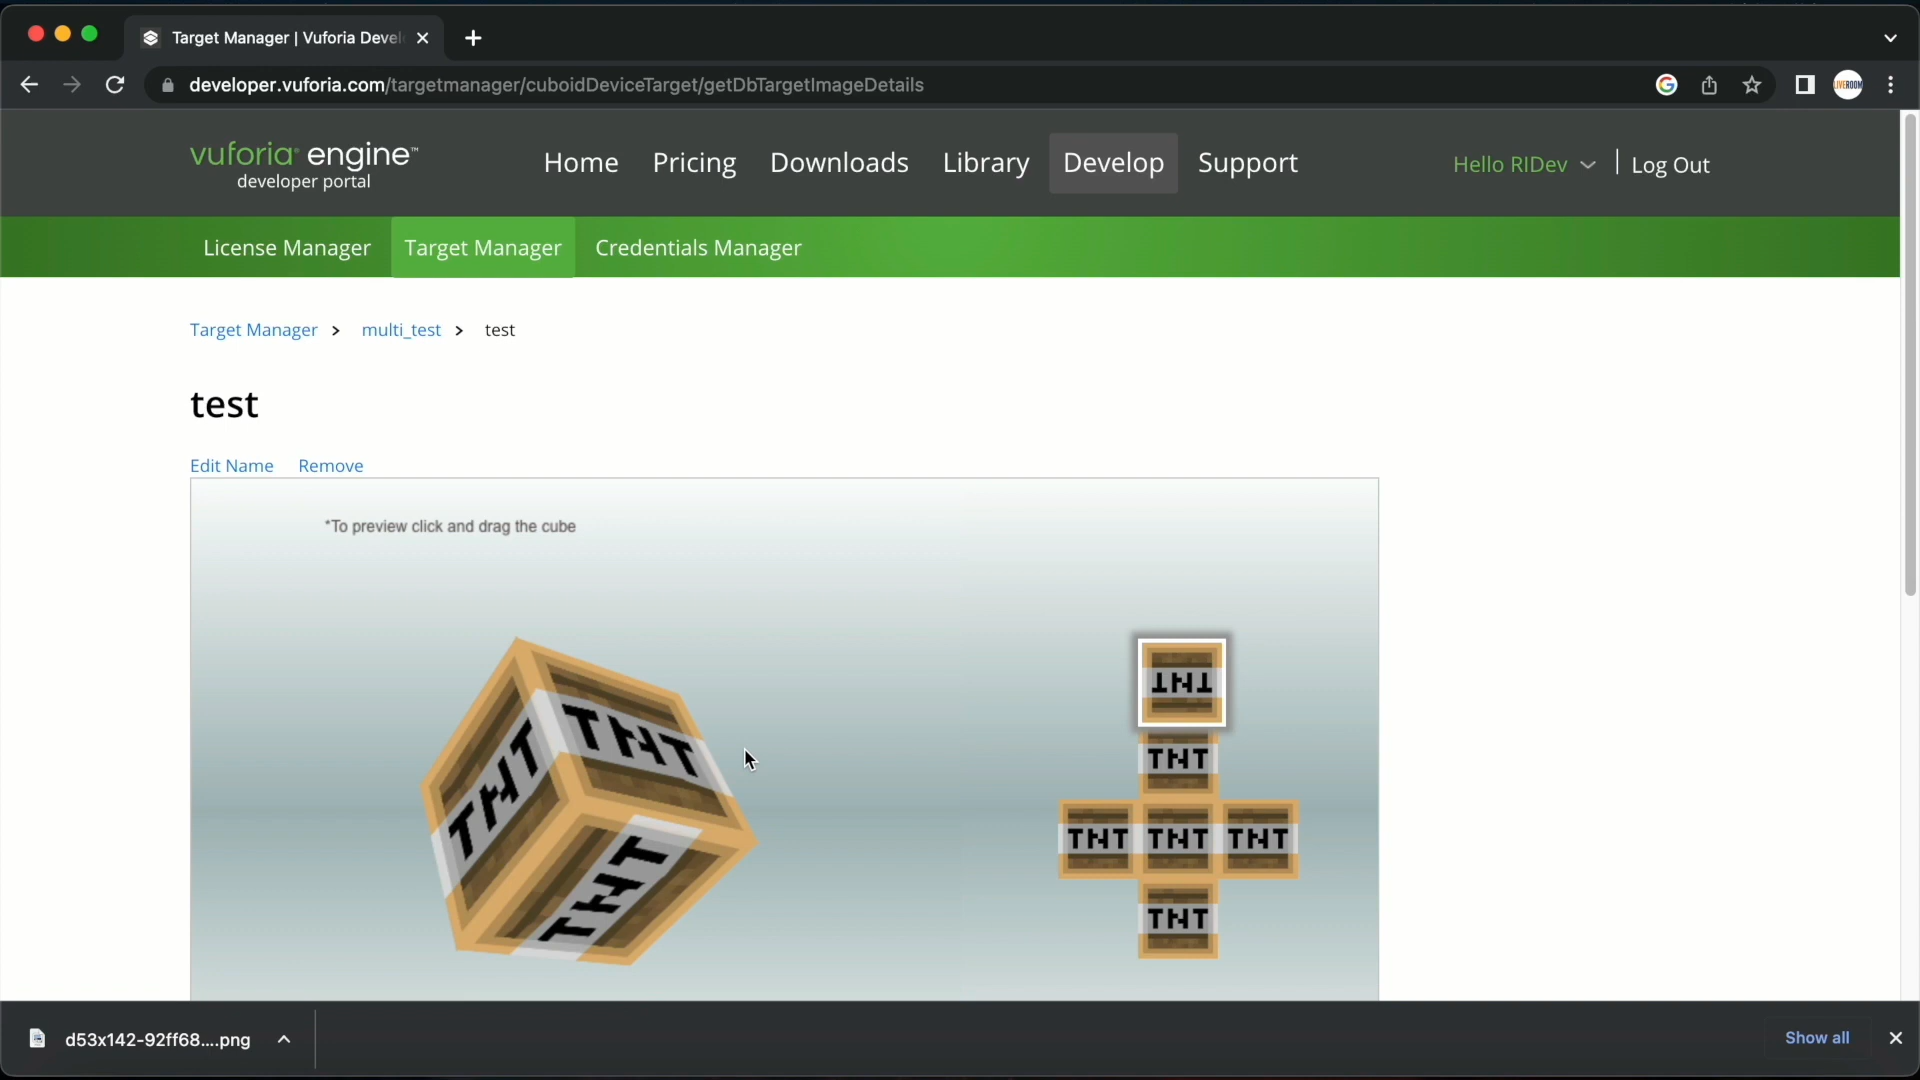 Target Manager | Vuforia Devel
developer.vuforia.com/targetmanager/cuboidDeviceTarget/getDbTargetImageDetails
LIVEROOM
vuforia® engine™
developer portal
Home Pricing Downloads Library Develop Support
Hello RIDev Log Out
License Manager Target Manager Credentials Manager
Target Manager > multi_test > test
test
Edit Name Remove
*To preview click and drag the cube
TNT
TNT
TNT
TNT
TNT
TNT TNT TNT
TNT
d53x142-92ff68....png
Show all